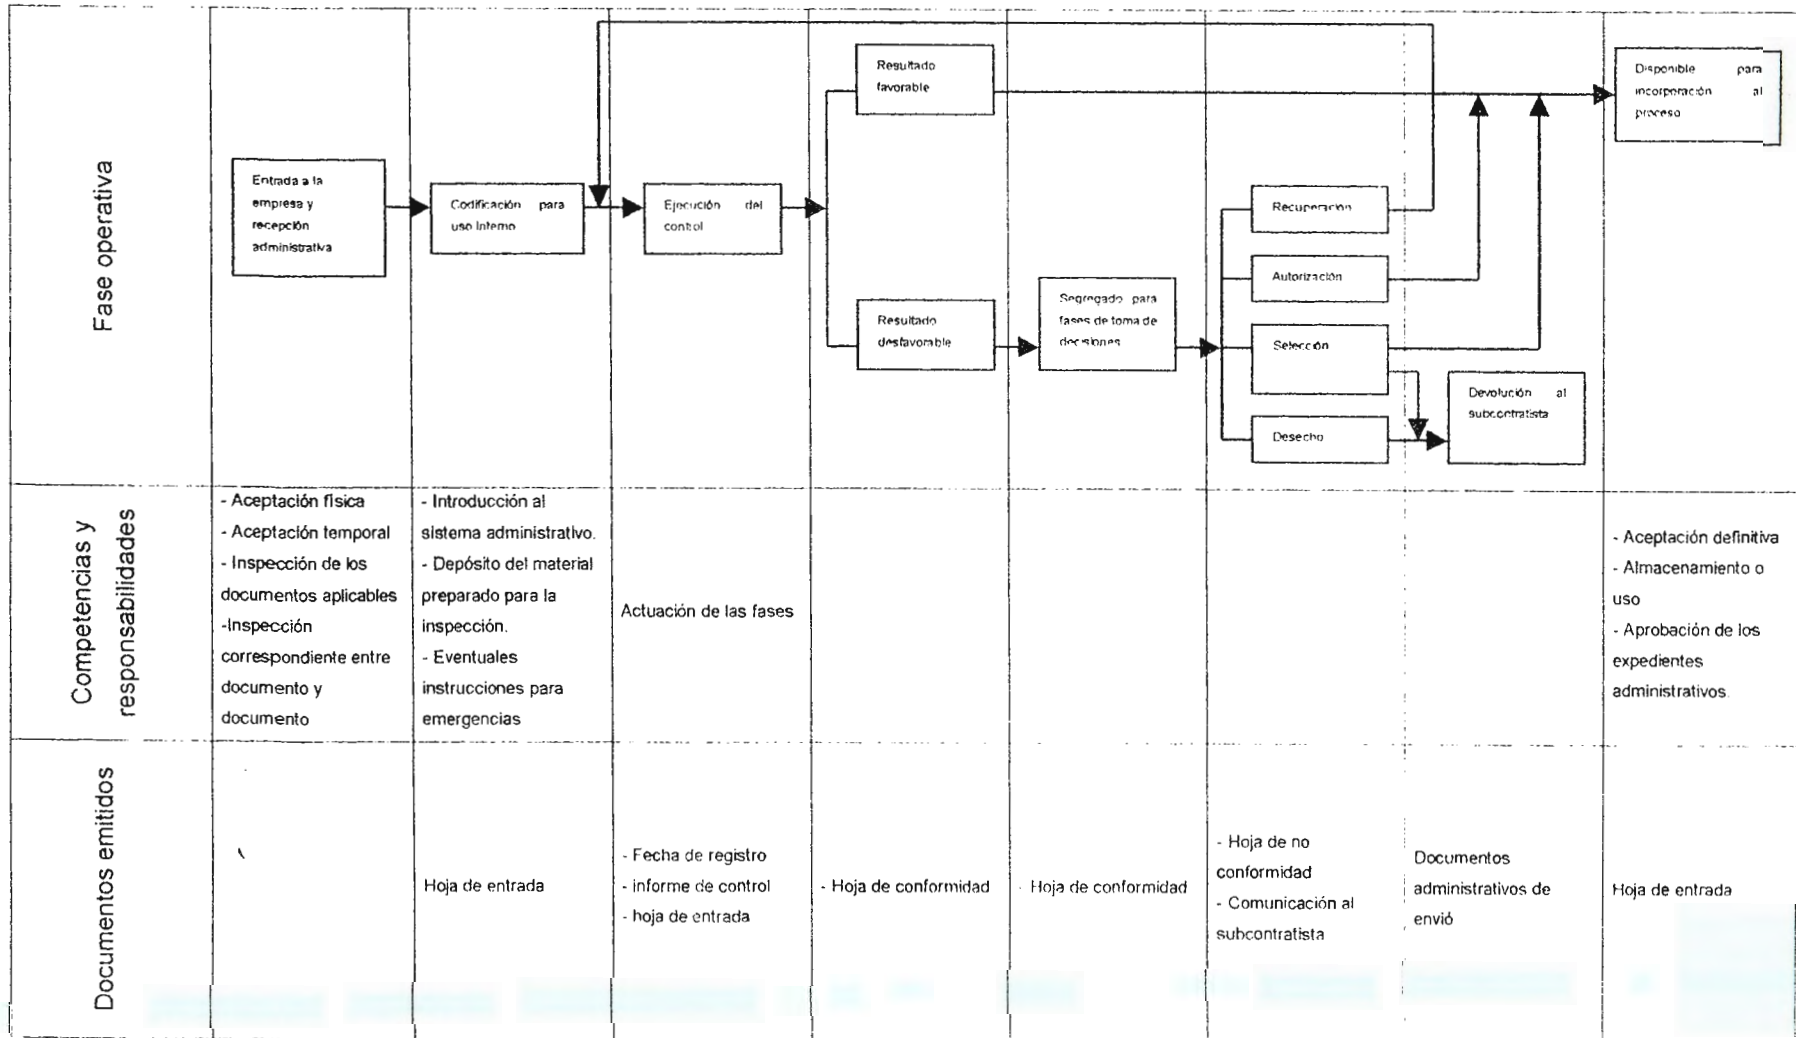 Fase operativa
Entrada a la
empresa y
recepción
administrativa
Codificación para
uso Interno
Ejecución del
control
Resultado
favorable
Resultado
desfavorable
Segregado para
fases de toma de
decisiones
Recuperación
Autorización
Selección
Desecho
Devolución al
subcontratista
Disponible para
incorporación al
proceso
Competencias y
responsabilidades
- Aceptación física
- Aceptación temporal
- Inspección de los
documentos aplicables
-Inspección
correspondiente entre
documento y
documento
- Introducción al
sistema administrativo.
- Depósito del material
preparado para la
inspección.
- Eventuales
instrucciones para
emergencias
Actuación de las fases
- Aceptación definitiva
- Almacenamiento o
uso
- Aprobación de los
expedientes
administrativos.
Documentos emitidos
Hoja de entrada
- Fecha de registro
- informe de control
- hoja de entrada
- Hoja de conformidad
- Hoja de conformidad
- Hoja de no
conformidad
- Comunicación al
subcontratista
Documentos
administrativos de
envió
Hoja de entrada